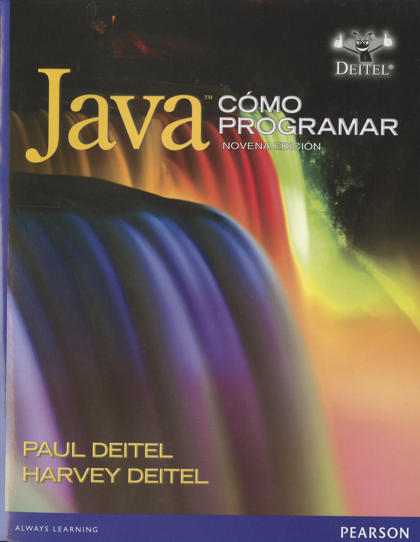 DEITEL®
Java™
CÓMO
PROGRAMAR
NOVENA EDICIÓN
PAUL DEITEL
HARVEY DEITEL
ALWAYS LEARNING
PEARSON